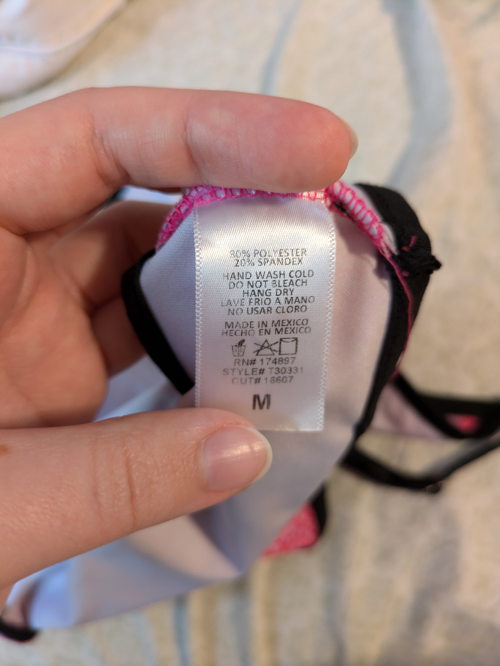 80% POLYESTER
20% SPANDEX
HAND WASH COLD
DO NOT BLEACH
HANG DRY
LAVE FRIO A MANO
NO USAR CLORO
MADE IN MEXICO
HECHO EN MEXICO
RN# 174897
STYLE# T30331
CUT# 16607
M